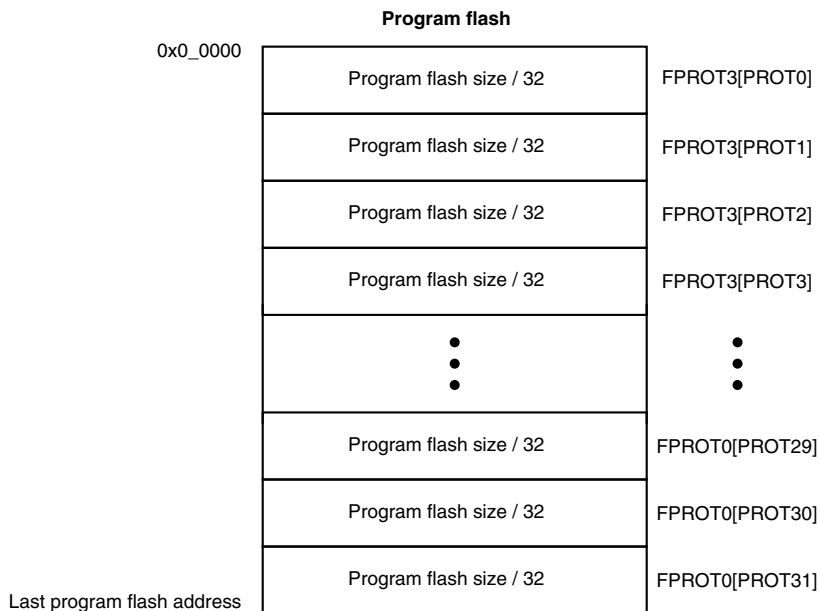 Program flash
0x0_0000
Program flash size / 32 FPROT3[PROT0]
Program flash size / 32 FPROT3[PROT1]
Program flash size / 32 FPROT3[PROT2]
Program flash size / 32 FPROT3[PROT3]
Program flash size / 32 FPROT0[PROT29]
Program flash size / 32 FPROT0[PROT30]
Program flash size / 32 FPROT0[PROT31]
Last program flash address